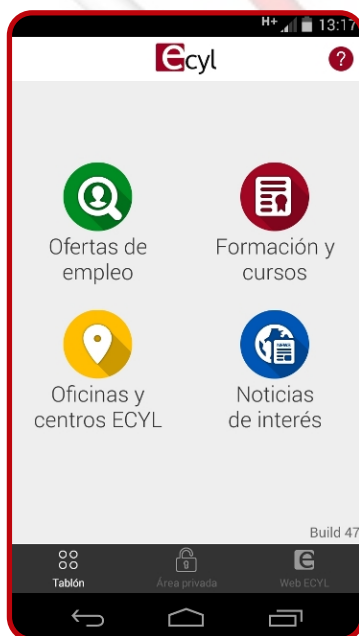 H+ 13:17
Ecyl
?
Ofertas de
empleo
Formación y
cursos
Oficinas y
centros ECYL
Noticias
de interés
Build 47
Tablón
Área privada
Web ECYL